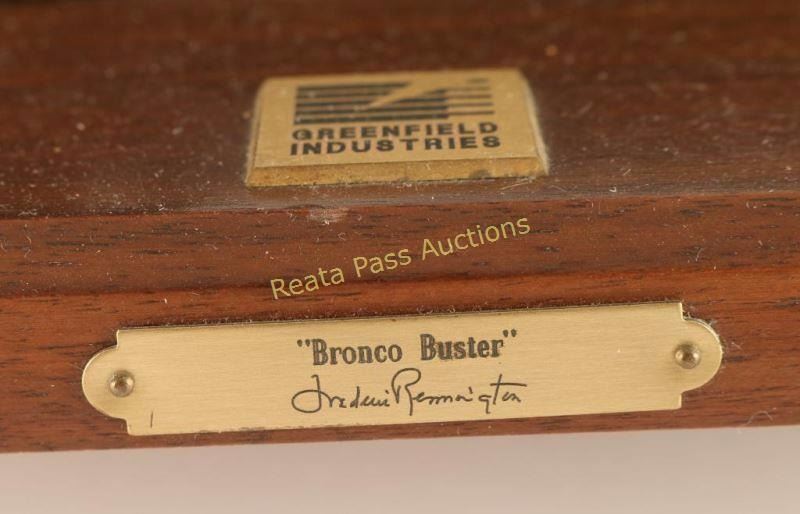 GREENFIELD
INDUSTRIES
Reata Pass Auctions
"Bronco Buster"
Frederic Remington